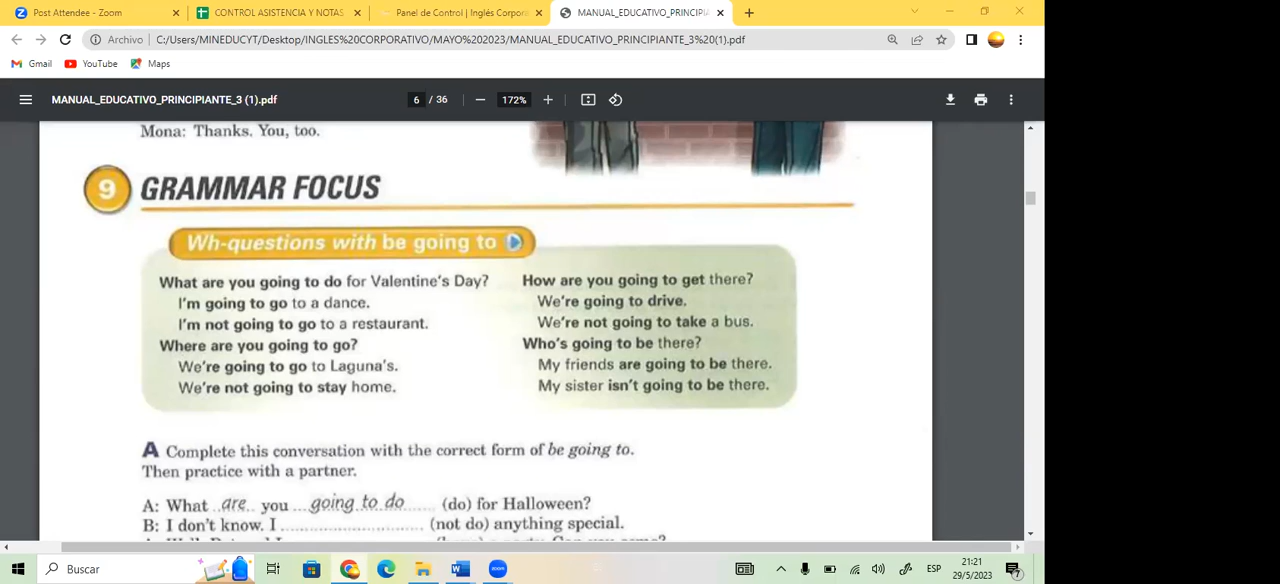 Post Attendee - Zoom
CONTROL ASISTENCIA Y NOTAS
Panel de Control | Inglés Corpora
MANUAL_EDUCATIVO_PRINCIPIA
Archivo | C:/Users/MINEDUCYT/Desktop/INGLES%20CORPORATIVO/MAYO%202023/MANUAL_EDUCATIVO_PRINCIPIANTE_3%20(1).pdf
Gmail YouTube Maps
MANUAL_EDUCATIVO_PRINCIPIANTE_3 (1).pdf
6 / 36
172%
Mona: Thanks. You, too.
9 GRAMMAR FOCUS
Wh-questions with be going to
What are you going to do for Valentine's Day?
I'm going to go to a dance.
I'm not going to go to a restaurant.
Where are you going to go?
We're going to go to Laguna's.
We're not going to stay home.
How are you going to get there?
We're going to drive.
We're not going to take a bus.
Who's going to be there?
My friends are going to be there.
My sister isn't going to be there.
A Complete this conversation with the correct form of be going to.
Then practice with a partner.
A: What are you going to do (do) for Halloween?
B: I don't know. I ........................ (not do) anything special.
Buscar
zoom
ESP
21:21
29/5/2023
7